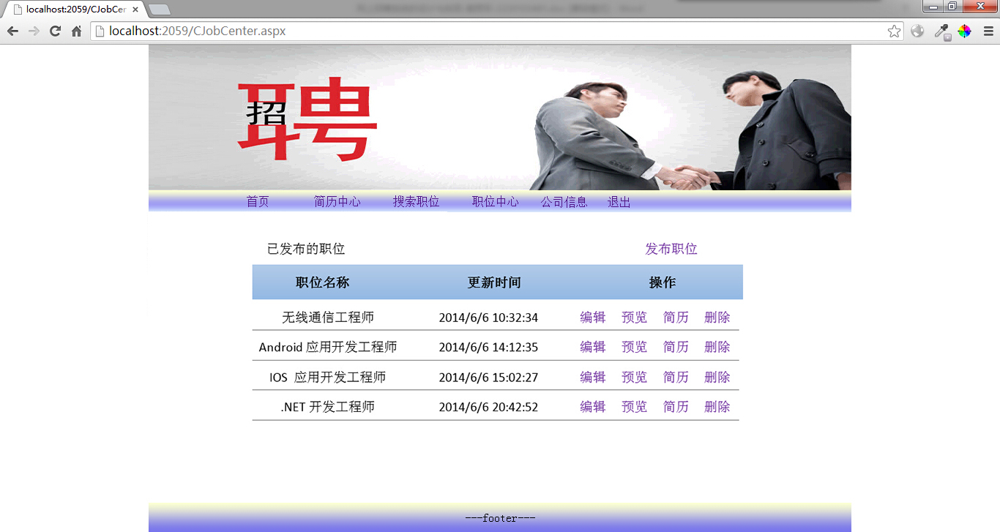 localhost:2059/CJobCer
localhost:2059/CJobCenter.aspx
招聘
首页 简历中心 搜索职位 职位中心 公司信息 退出
已发布的职位 发布职位
职位名称 更新时间 操作
无线通信工程师 2014/6/6 10:32:34 编辑 预览 简历 删除
Android 应用开发工程师 2014/6/6 14:12:35 编辑 预览 简历 删除
IOS 应用开发工程师 2014/6/6 15:02:27 编辑 预览 简历 删除
.NET 开发工程师 2014/6/6 20:42:52 编辑 预览 简历 删除
---footer---